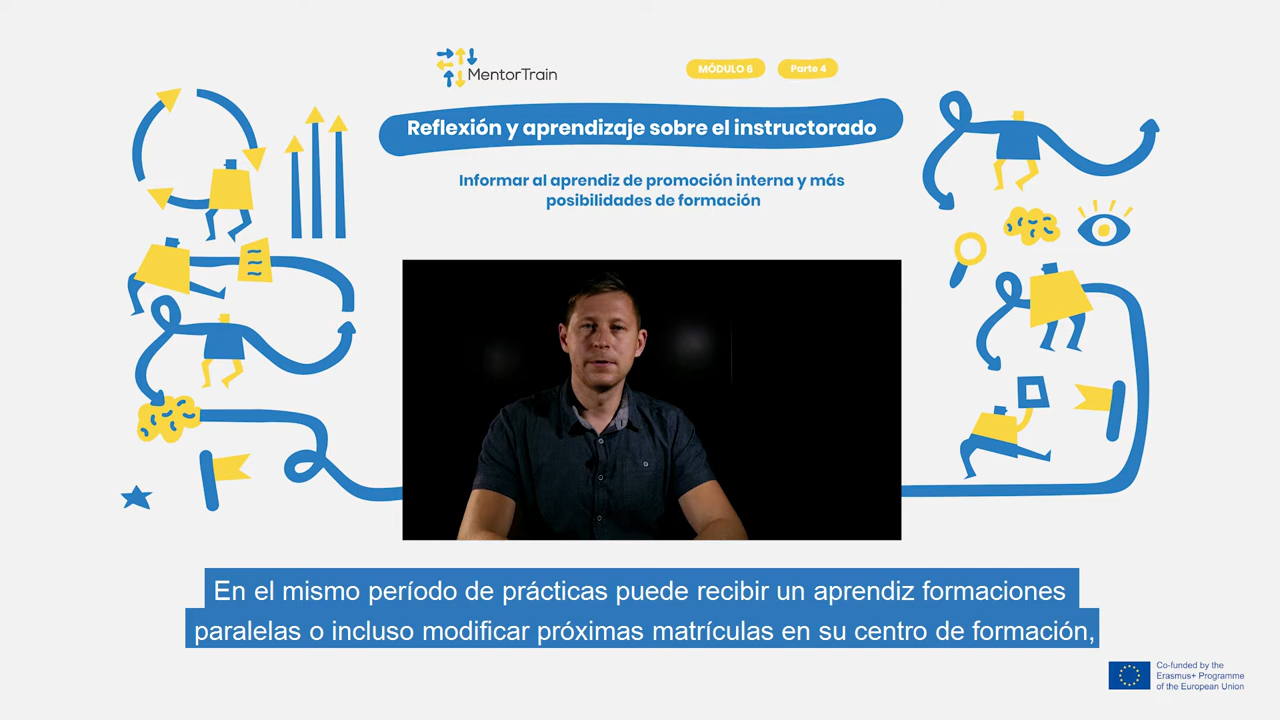 MentorTrain
MÓDULO 6
Parte 4
Reflexión y aprendizaje sobre el instructorado
Informar al aprendiz de promoción interna y más
posibilidades de formación
En el mismo período de prácticas puede recibir un aprendiz formaciones
paralelas o incluso modificar próximas matrículas en su centro de formación,
Co-funded by the
Erasmus+ Programme
of the European Union